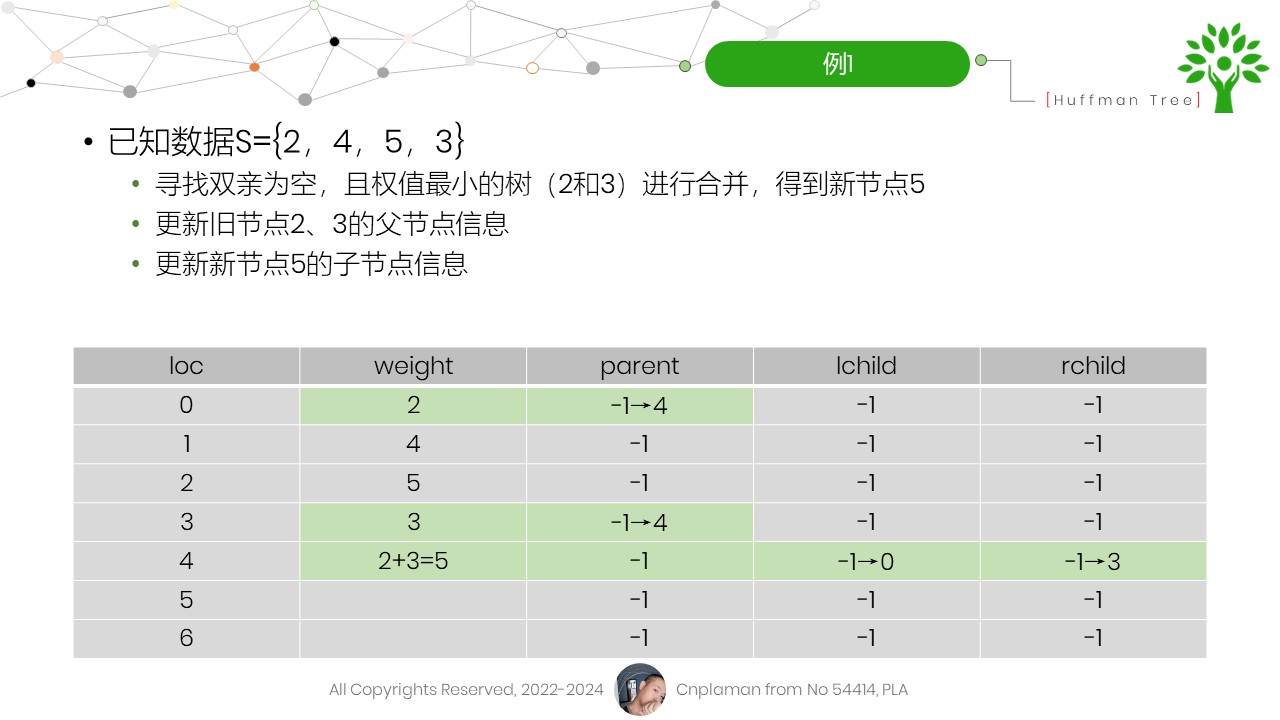 例1
[Huffman Tree]
• 已知数据S={2，4，5，3}
• 寻找双亲为空，且权值最小的树（2和3）进行合并，得到新节点5
• 更新旧节点2、3的父节点信息
• 更新新节点5的子节点信息
loc weight parent lchild rchild
0 2 -1→4 -1 -1
1 4 -1 -1 -1
2 5 -1 -1 -1
3 3 -1→4 -1 -1
4 2+3=5 -1 -1→0 -1→3
5 -1 -1 -1
6 -1 -1 -1
All Copyrights Reserved, 2022-2024 Cnplaman from No 54414, PLA